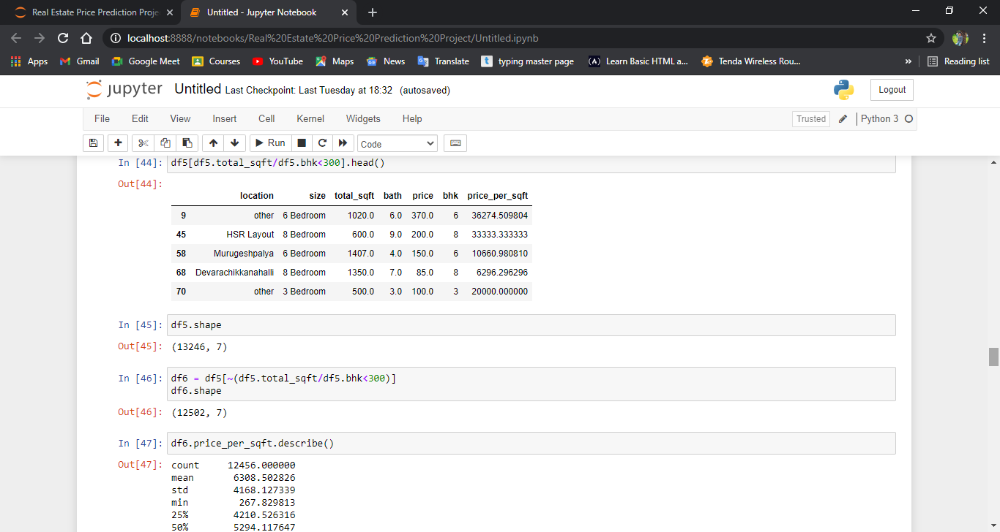 Real Estate Price Prediction Proje
Untitled - Jupyter Notebook
localhost:8888/notebooks/Real%20Estate%20Price%20Prediction%20Project/Untitled.ipynb
Apps Gmail Google Meet Courses YouTube Maps News Translate t typing master page Learn Basic HTML a... Tenda Wireless Rou... » Reading list
jupyter Untitled Last Checkpoint: Last Tuesday at 18:32 (autosaved) Logout
File Edit View Insert Cell Kernel Widgets Help Trusted Python 3
Run Code
In [44]: df5[df5.total_sqft/df5.bhk<300].head()
Out[44]:
location size total_sqft bath price bhk price_per_sqft
9 other 6 Bedroom 1020.0 6.0 370.0 6 36274.509804
45 HSR Layout 8 Bedroom 600.0 9.0 200.0 8 33333.333333
58 Murugeshpalya 6 Bedroom 1407.0 4.0 150.0 6 10660.980810
68 Devarachikkanahalli 8 Bedroom 1350.0 7.0 85.0 8 6296.296296
70 other 3 Bedroom 500.0 3.0 100.0 3 20000.000000
In [45]: df5.shape
Out[45]: (13246, 7)
In [46]: df6 = df5[~(df5.total_sqft/df5.bhk<300)]
df6.shape
Out[46]: (12502, 7)
In [47]: df6.price_per_sqft.describe()
Out[47]: count 12456.000000
mean 6308.502826
std 4168.127339
min 267.829813
25% 4210.526316
50% 5294.117647